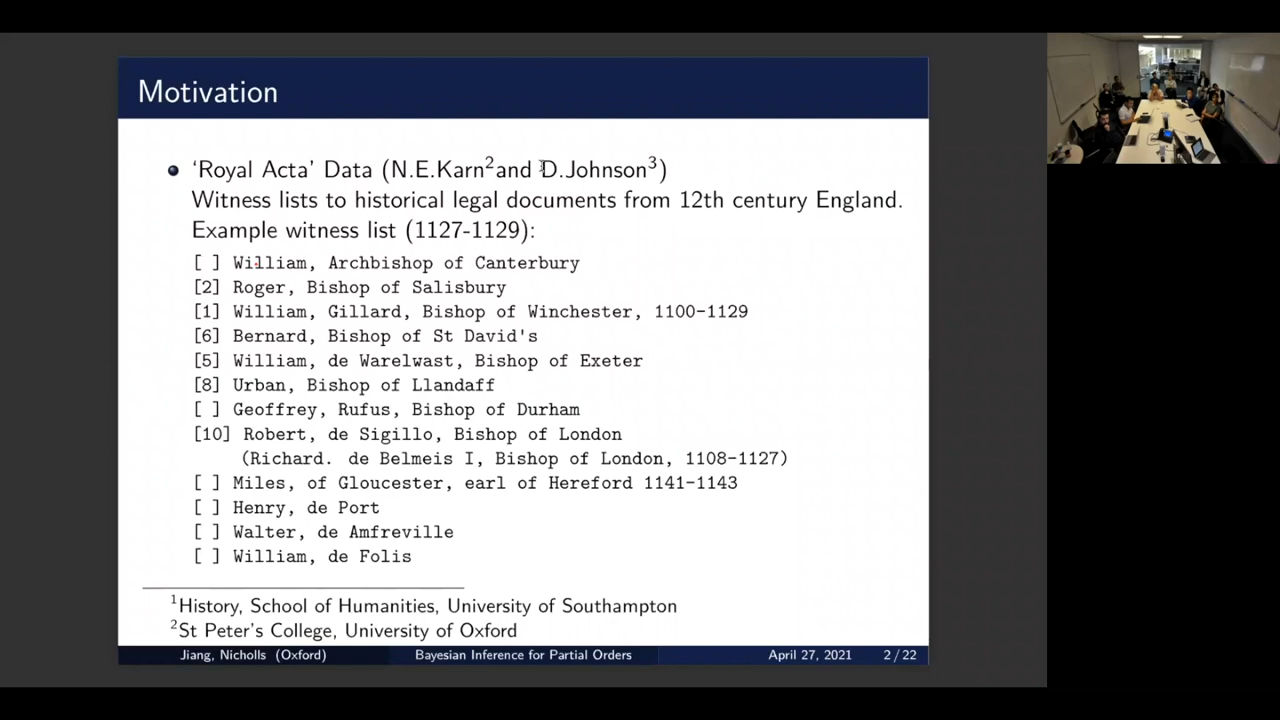 Motivation
‘Royal Acta’ Data (N.E.Karn²and D.Johnson³)
Witness lists to historical legal documents from 12th century England.
Example witness list (1127-1129):
[ ] William, Archbishop of Canterbury
[2] Roger, Bishop of Salisbury
[1] William, Gillard, Bishop of Winchester, 1100-1129
[6] Bernard, Bishop of St David's
[5] William, de Warelwast, Bishop of Exeter
[8] Urban, Bishop of Llandaff
[ ] Geoffrey, Rufus, Bishop of Durham
[10] Robert, de Sigillo, Bishop of London
(Richard. de Belmeis I, Bishop of London, 1108-1127)
[ ] Miles, of Gloucester, earl of Hereford 1141-1143
[ ] Henry, de Port
[ ] Walter, de Amfreville
[ ] William, de Folis
¹History, School of Humanities, University of Southampton
²St Peter's College, University of Oxford
Jiang, Nicholls (Oxford) Bayesian Inference for Partial Orders April 27, 2021 2 / 22